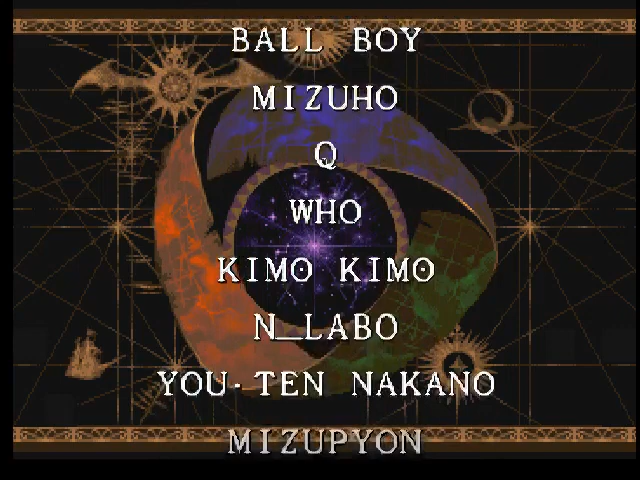 BALL BOY
MIZUHO
Q
WHO
KIMO KIMO
N_LABO
YOU・TEN NAKANO
MIZUPYON